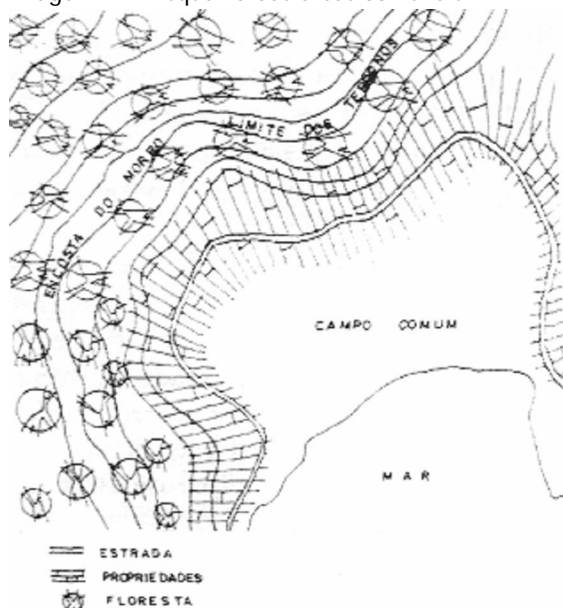 LIMITE DOS TERRENOS
ENCOSTA DO MORRO
CAMPO COMUM
MAR
ESTRADA
PROPRIEDADES
FLORESTA